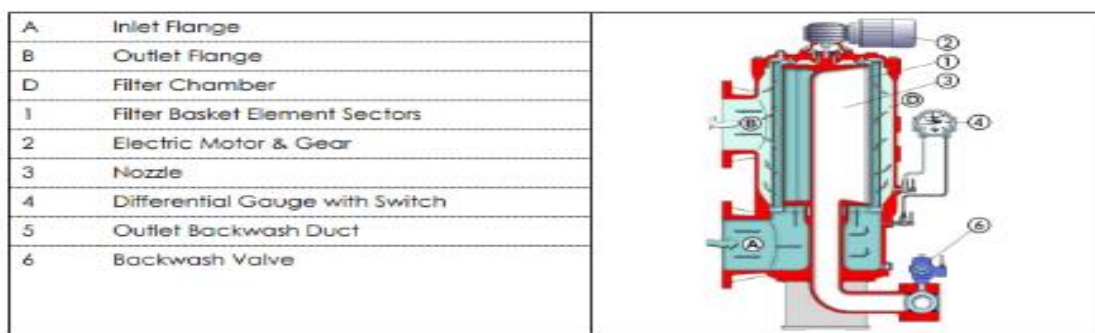 A Inlet Flange
B Outlet Flange
D Filter Chamber
1 Filter Basket Element Sectors
2 Electric Motor & Gear
3 Nozzle
4 Differential Gauge with Switch
5 Outlet Backwash Duct
6 Backwash Valve
2
1
3
D
B
4
A
6